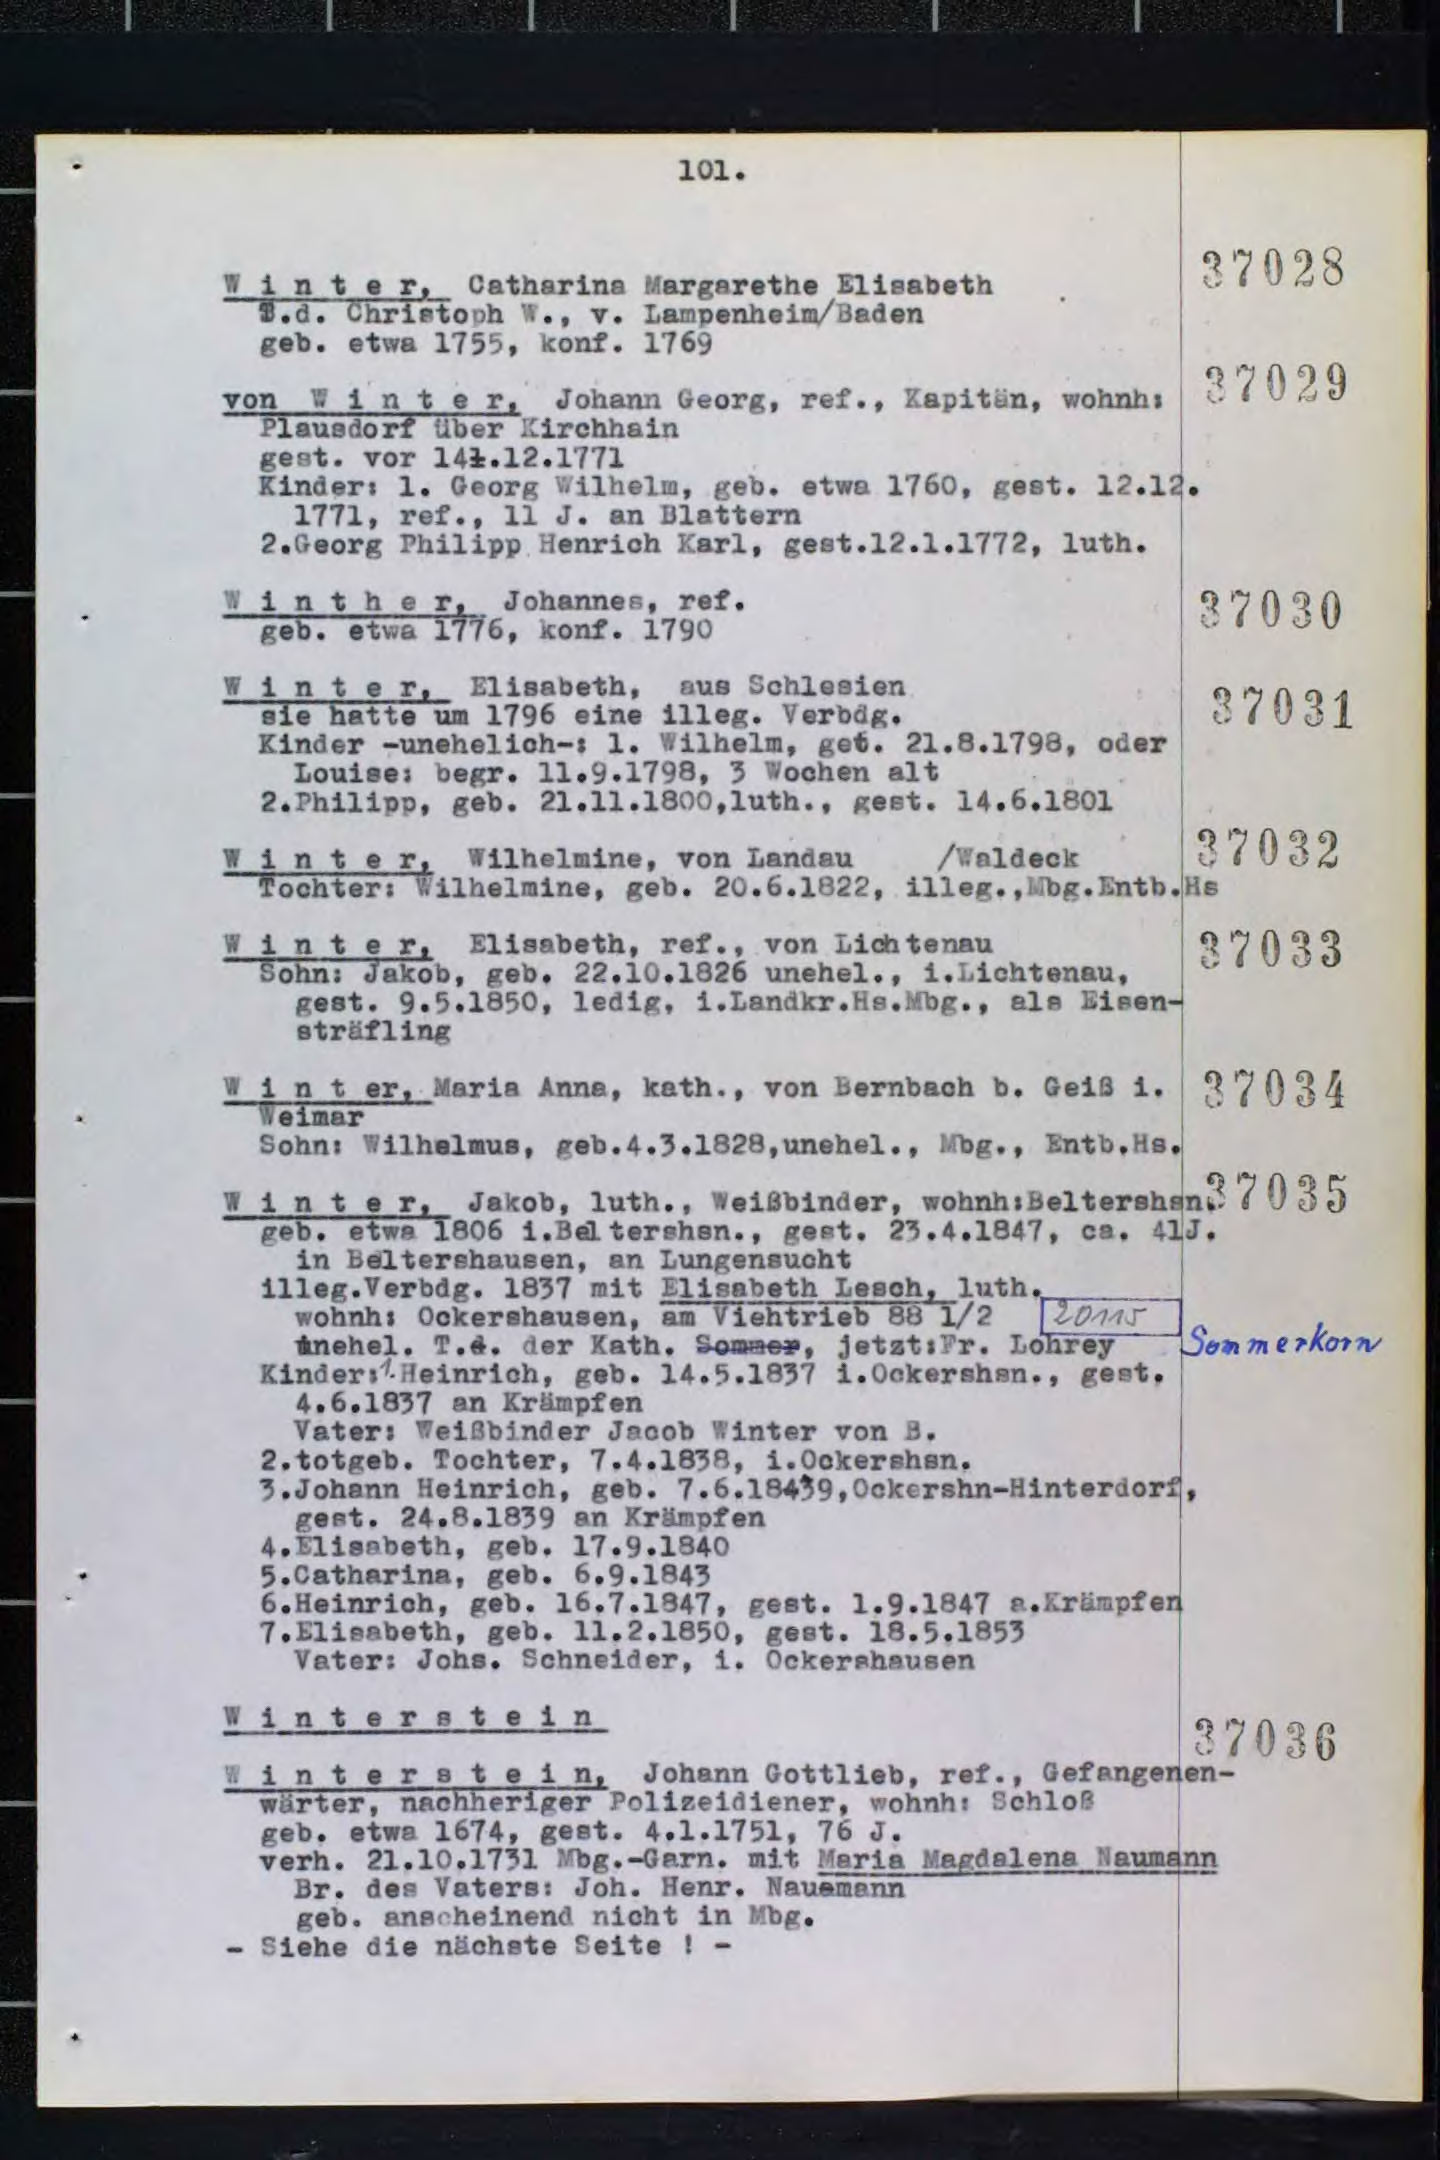 101.
W i n t e r, Catharina Margarethe Elisabeth 37028
T.d. Christoph W., v. Lampenheim/Baden
geb. etwa 1755, konf. 1769
von W i n t e r, Johann Georg, ref., Kapitän, wohnh: 37029
Plausdorf über Kirchhain
gest. vor 14.12.1771
Kinder: 1. Georg Wilhelm, geb. etwa 1760, gest. 12.12.
1771, ref., 11 J. an Blattern
2.Georg Philipp Henrich Karl, gest.12.1.1772, luth.
W i n t h e r, Johannes, ref. 37030
geb. etwa 1776, konf. 1790
W i n t e r, Elisabeth, aus Schlesien 37031
sie hatte um 1796 eine illeg. Verbdg.
Kinder -unehelich-: 1. Wilhelm, get. 21.8.1798, oder
Louise: begr. 11.9.1798, 3 Wochen alt
2.Philipp, geb. 21.11.1800,luth., gest. 14.6.1801
W i n t e r, Wilhelmine, von Landau /Waldeck 37032
Tochter: Wilhelmine, geb. 20.6.1822, illeg.,Mbg.Entb.Hs
W i n t e r, Elisabeth, ref., von Lichtenau 37033
Sohn: Jakob, geb. 22.10.1826 unehel., i.Lichtenau,
gest. 9.5.1850, ledig, i.Landkr.Hs.Mbg., als Eisen-
sträfling
W i n t er, Maria Anna, kath., von Bernbach b. Geiß i. 37034
Weimar
Sohn: Wilhelmus, geb.4.3.1828,unehel., Mbg., Entb.Hs.
W i n t e r, Jakob, luth., Weißbinder, wohnh:Beltershsn. 37035
geb. etwa 1806 i.Beltershsn., gest. 23.4.1847, ca. 41J.
in Beltershausen, an Lungensucht
illeg.Verbdg. 1837 mit Elisabeth Lesch, luth.
wohnh: Ockershausen, am Viehtrieb 88 1/2 20115
unehel. T.d. der Kath. Sommer, jetzt:Fr. Lohrey Sommerkorn
Kinder:1.Heinrich, geb. 14.5.1837 i.Ockershsn., gest.
4.6.1837 an Krämpfen
Vater: Weißbinder Jacob Winter von B.
2.totgeb. Tochter, 7.4.1838, i.Ockershsn.
3.Johann Heinrich, geb. 7.6.1839,Ockershn-Hinterdorf,
gest. 24.8.1839 an Krämpfen
4.Elisabeth, geb. 17.9.1840
5.Catharina, geb. 6.9.1843
6.Heinrich, geb. 16.7.1847, gest. 1.9.1847 a.Krämpfen
7.Elisabeth, geb. 11.2.1850, gest. 18.5.1853
Vater: Johs. Schneider, i. Ockershausen
W i n t e r s t e i n
37036
W i n t e r s t e i n, Johann Gottlieb, ref., Gefangenen-
wärter, nachheriger Polizeidiener, wohnh: Schloß
geb. etwa 1674, gest. 4.1.1751, 76 J.
verh. 21.10.1731 Mbg.-Garn. mit Maria Magdalena Naumann
Br. des Vaters: Joh. Henr. Naumann
geb. anscheinend nicht in Mbg.
- Siehe die nächste Seite ! -